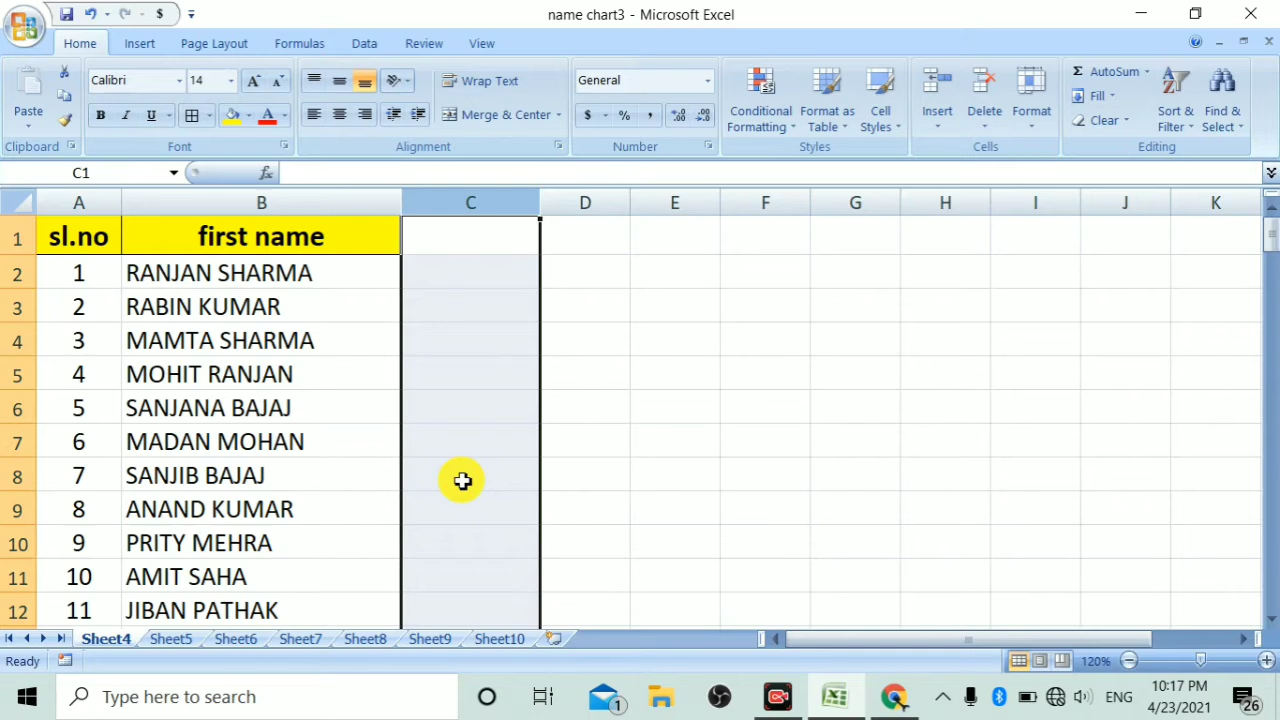 name chart3 - Microsoft Excel
$
Home Insert Page Layout Formulas Data Review View
Paste
Clipboard
Calibri 14
A A
B I U A
Font
Wrap Text
Merge & Center
Alignment
General
$ % , .0 .00 .00 .0
Number
Conditional Formatting
Format as Table
Cell Styles
Styles
Insert Delete Format
Cells
Σ AutoSum
Fill
Clear
Sort & Filter
Find & Select
Editing
C1 fx
A B C D E F G H I J K
1 sl.no first name
2 1 RANJAN SHARMA
3 2 RABIN KUMAR
4 3 MAMTA SHARMA
5 4 MOHIT RANJAN
6 5 SANJANA BAJAJ
7 6 MADAN MOHAN
8 7 SANJIB BAJAJ
9 8 ANAND KUMAR
10 9 PRITY MEHRA
11 10 AMIT SAHA
12 11 JIBAN PATHAK
Sheet4 Sheet5 Sheet6 Sheet7 Sheet8 Sheet9 Sheet10
Ready 120%
Type here to search 1 ENG 10:17 PM 26
4/23/2021